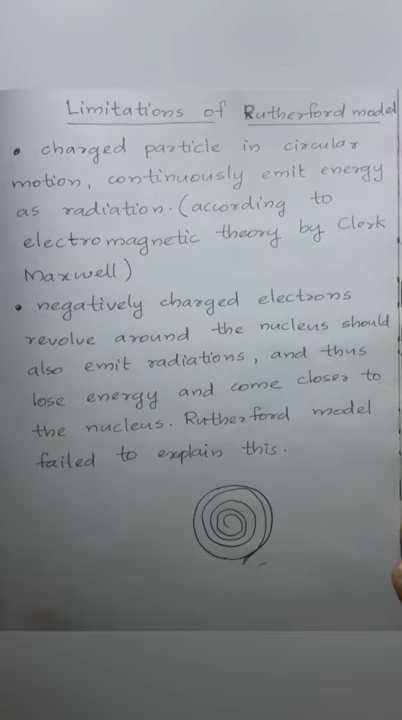 Limitations of Rutherford model
• charged particle in circular
motion, continuously emit energy
as radiation. (according to
electromagnetic theory by Clerk
Maxwell)
• negatively charged electrons
revolve around the nucleus should
also emit radiations, and thus
lose energy and come closer to
the nucleus. Rutherford model
failed to explain this.